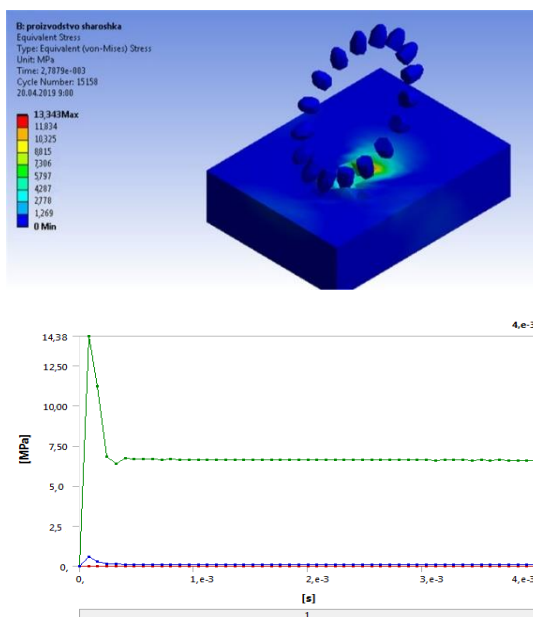 B: proizvodstvo sharoshka
Equivalent Stress
Type: Equivalent (von-Mises) Stress
Unit: MPa
Time: 2,7879e-003
Cycle Number: 15158
20.04.2019 9:00
13,343Max
11,834
10,325
8,815
7,306
5,797
4,287
2,778
1,269
0 Min
4,e-3
14,38
12,50
10,00
7,50
5,0
2,5
0,
[MPa]
0, 1,e-3 2,e-3 3,e-3 4,e-3
[s]
1